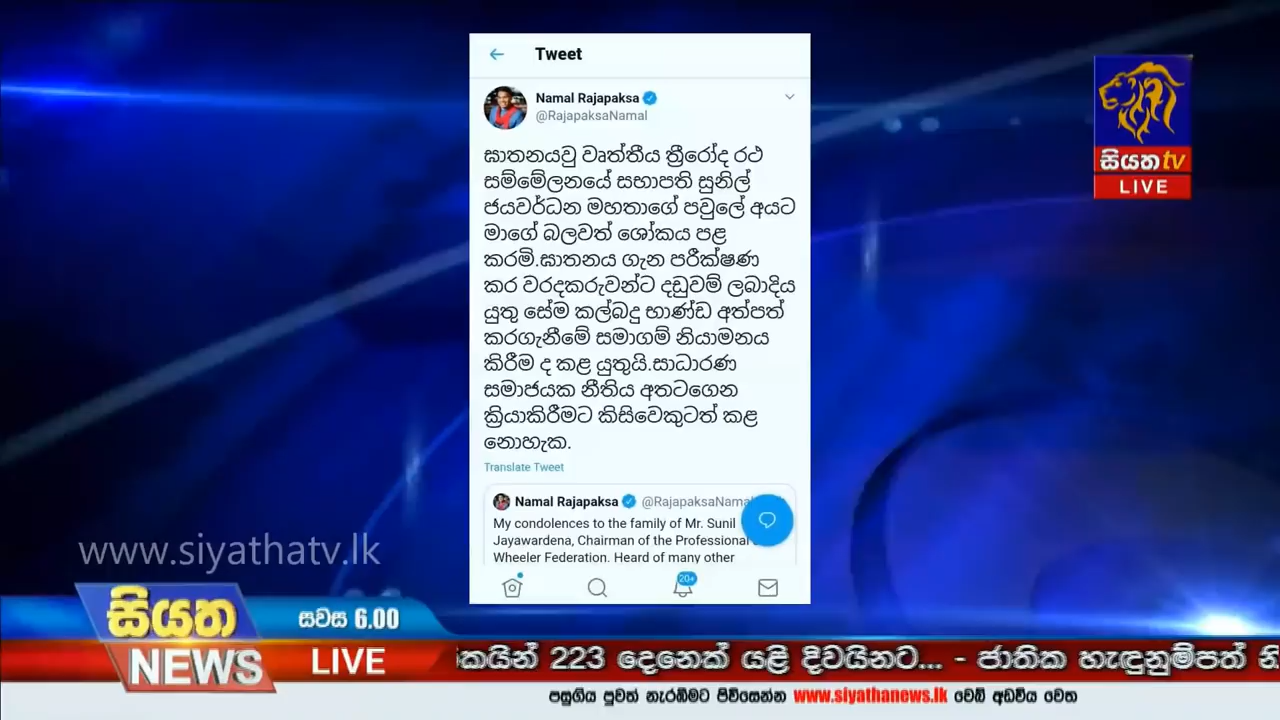 Tweet
Namal Rajapaksa
@RajapaksaNamal
ඝාතනයවු වෘත්තීය ත්‍රීරෝද රථ
සම්මේලනයේ සභාපති සුනිල්
ජයවර්ධන මහතාගේ පවුලේ අයට
මාගේ බලවත් ශෝකය පළ
කරමි.ඝාතනය ගැන පරීක්ෂණ
කර වරදකරුවන්ට දඩුවම් ලබාදිය
යුතු සේම කල්බදු භාණ්ඩ අත්පත්
කරගැනීමේ සමාගම් නියාමනය
කිරීම ද කළ යුතුයි.සාධාරණ
සමාජයක නීතිය අතටගෙන
ක්‍රියාකිරීමට කිසිවෙකුටත් කළ
නොහැක.
Translate Tweet
Namal Rajapaksa @RajapaksaNama
My condolences to the family of Mr. Sunil
Jayawardena, Chairman of the Professional
Wheeler Federation. Heard of many other
20+
සියත tv
LIVE
www.siyathatv.lk
සියත
NEWS
සවස 6.00
LIVE
කයින් 223 දෙනෙක් යළි දිවයිනට... - ජාතික හැඳුනුම්පත්
පසුගිය පුවත් නැරඹීමට පිවිසෙන්න www.siyathanews.lk වෙබ් අඩවිය වෙත